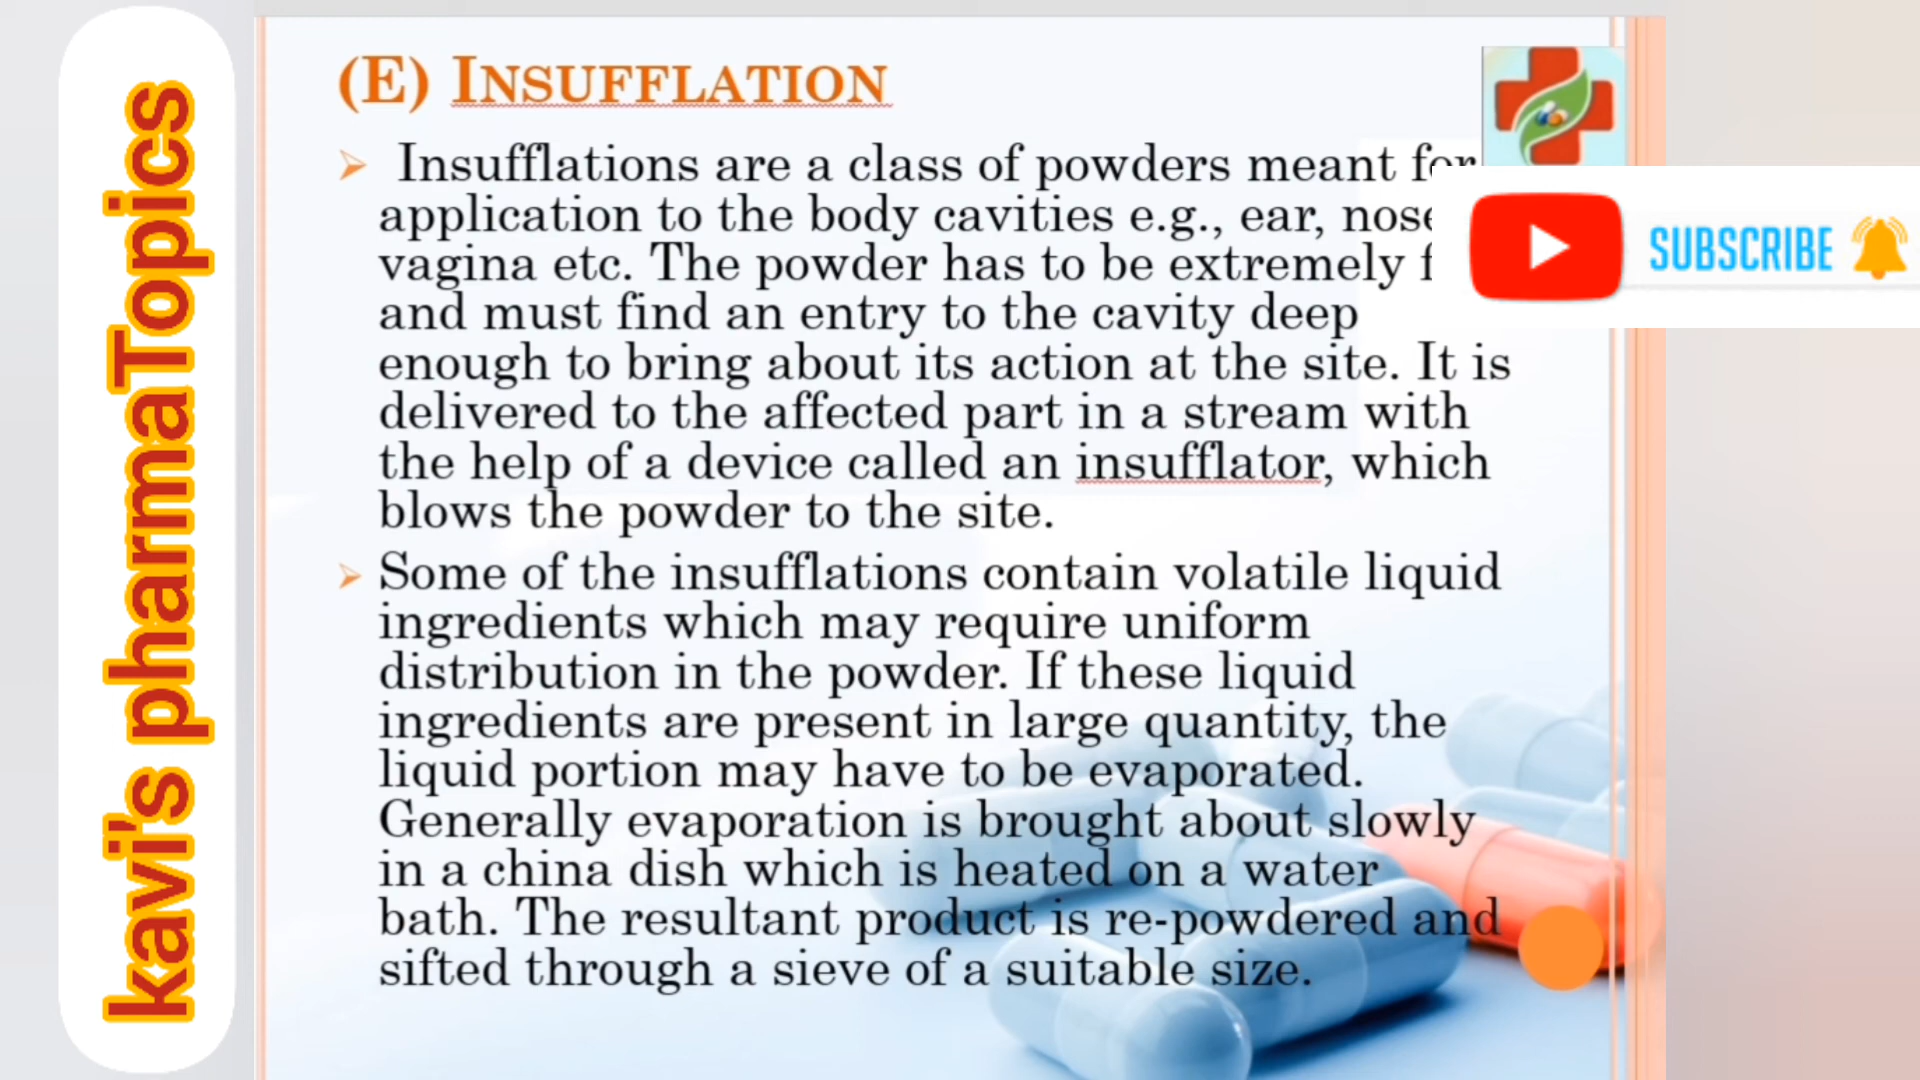 kavi's pharmaTopics
(E) INSUFFLATION
Insufflations are a class of powders meant for
application to the body cavities e.g., ear, nose
vagina etc. The powder has to be extremely
and must find an entry to the cavity deep
enough to bring about its action at the site. It is
delivered to the affected part in a stream with
the help of a device called an insufflator, which
blows the powder to the site.
Some of the insufflations contain volatile liquid
ingredients which may require uniform
distribution in the powder. If these liquid
ingredients are present in large quantity, the
liquid portion may have to be evaporated.
Generally evaporation is brought about slowly
in a china dish which is heated on a water
bath. The resultant product is re-powdered and
sifted through a sieve of a suitable size.
SUBSCRIBE